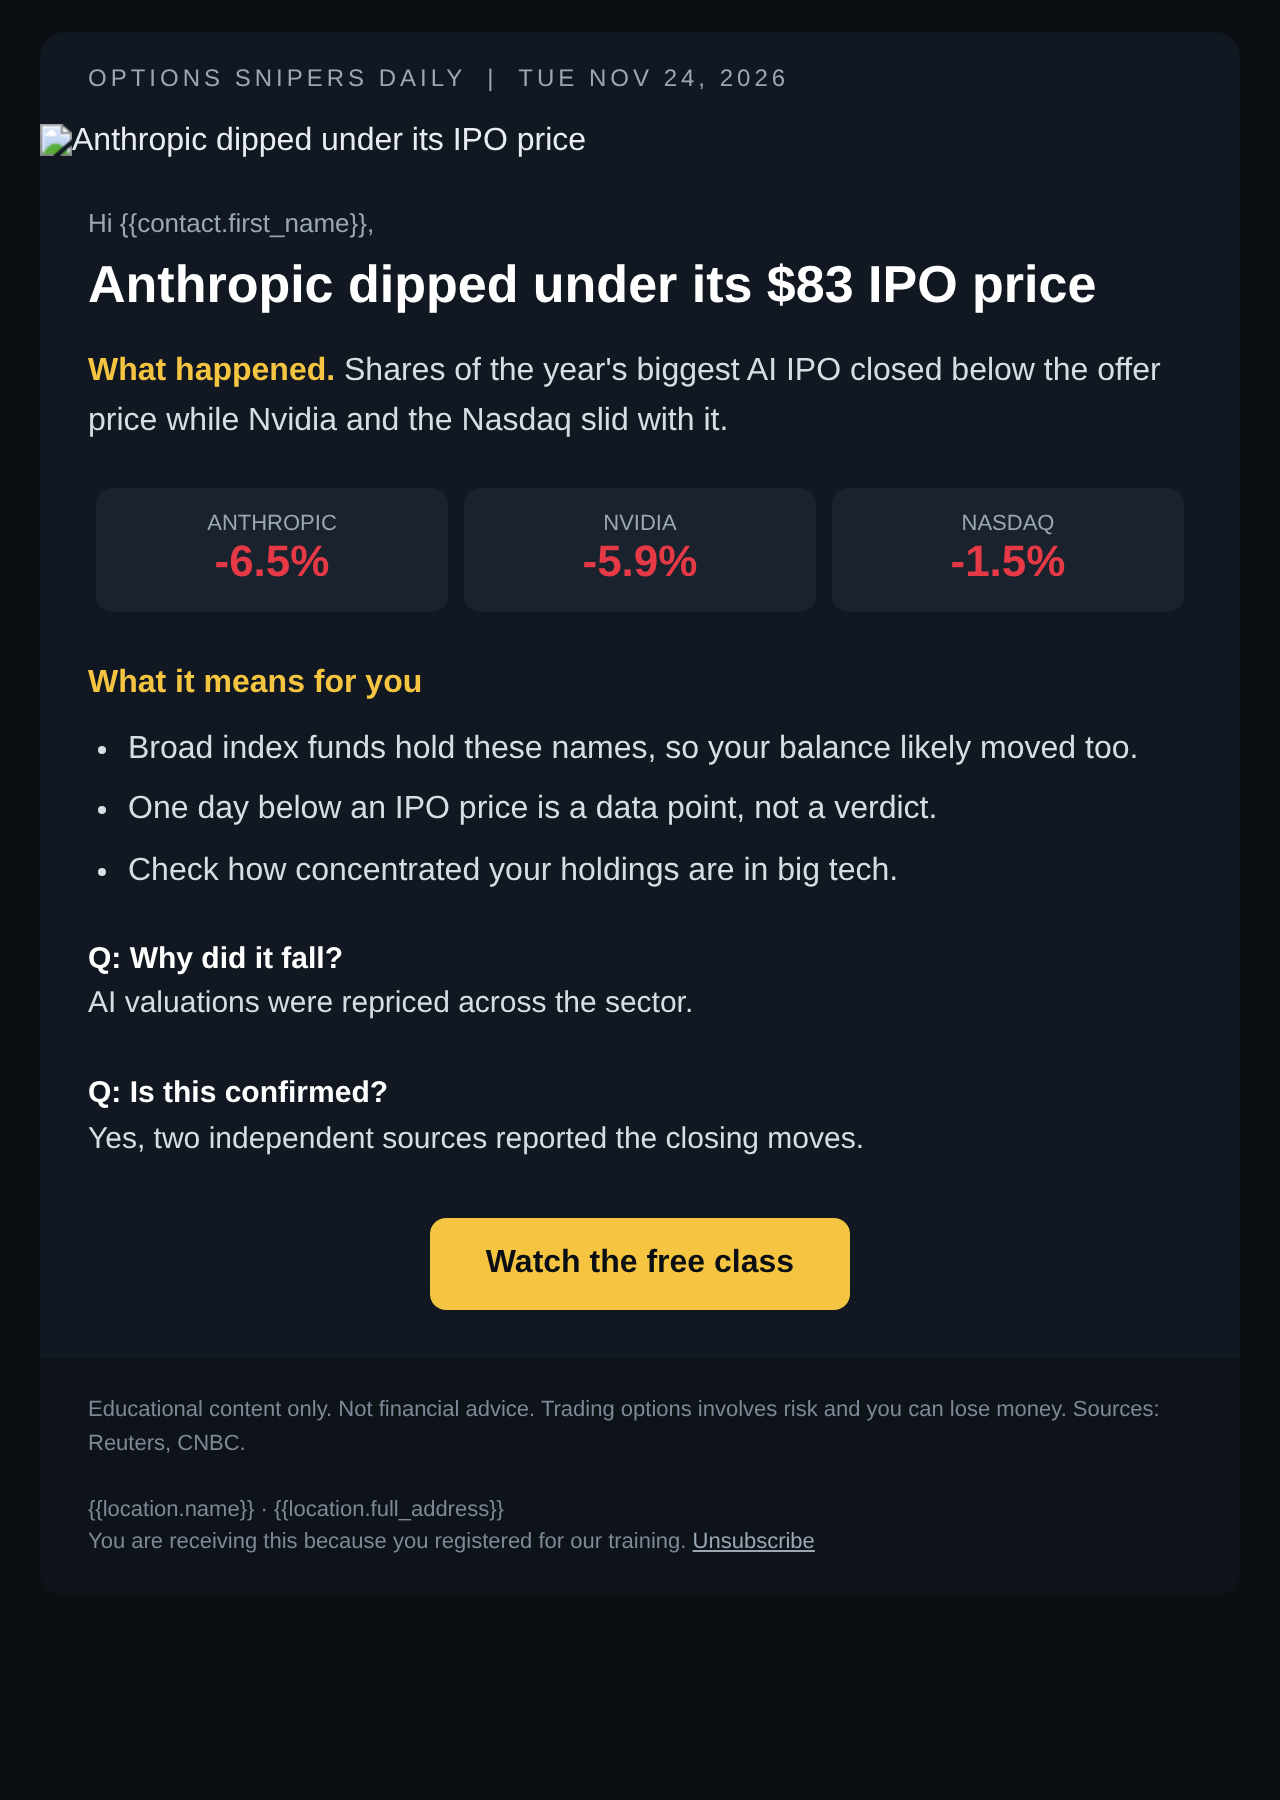 OPTIONS SNIPERS DAILY | TUE NOV 24, 2026
Anthropic dipped under its IPO price
Hi {{contact.first_name}},
Anthropic dipped under its $83 IPO price
What happened. Shares of the year's biggest AI IPO closed below the offer
price while Nvidia and the Nasdaq slid with it.
ANTHROPIC
-6.5%
NVIDIA
-5.9%
NASDAQ
-1.5%
What it means for you
• Broad index funds hold these names, so your balance likely moved too.
• One day below an IPO price is a data point, not a verdict.
• Check how concentrated your holdings are in big tech.
Q: Why did it fall?
AI valuations were repriced across the sector.
Q: Is this confirmed?
Yes, two independent sources reported the closing moves.
Watch the free class
Educational content only. Not financial advice. Trading options involves risk and you can lose money. Sources:
Reuters, CNBC.
{{location.name}} · {{location.full_address}}
You are receiving this because you registered for our training. Unsubscribe